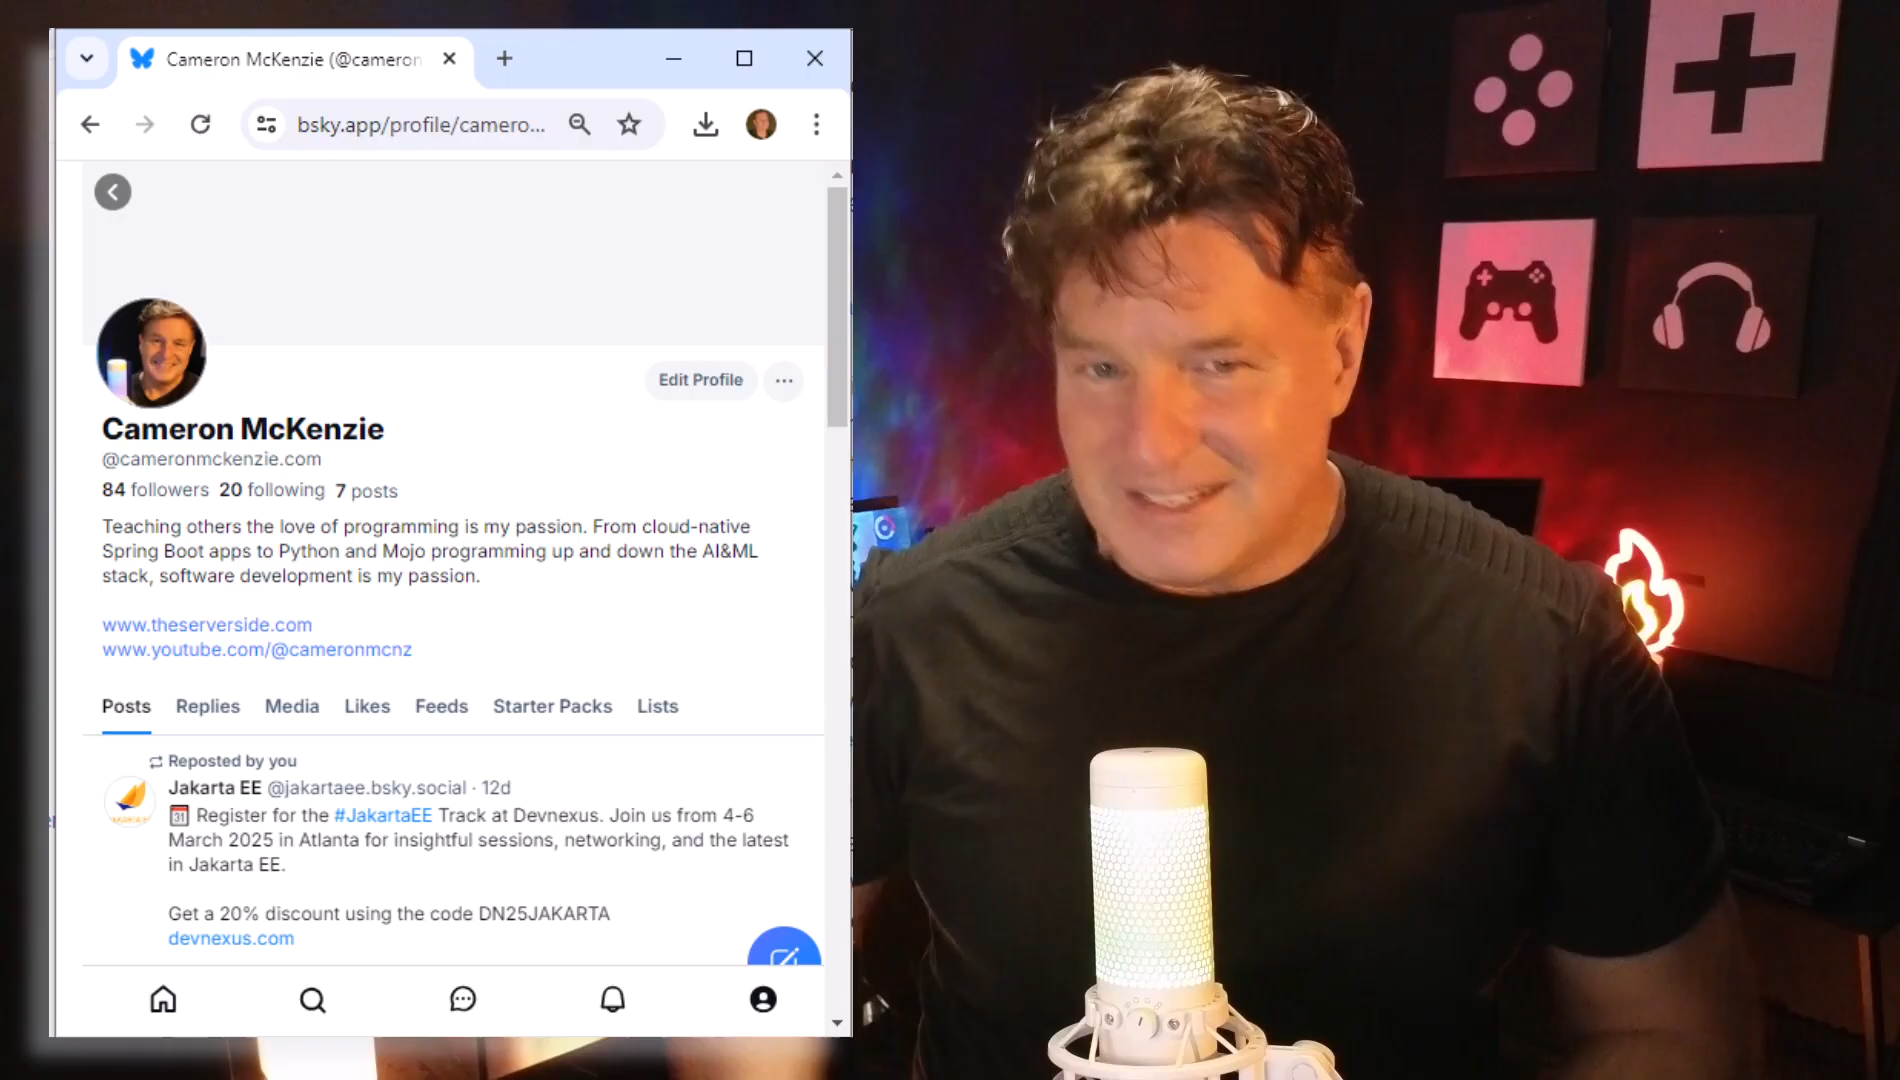 Cameron McKenzie (@cameron
bsky.app/profile/camero...
Edit Profile
Cameron McKenzie
@cameronmckenzie.com
84 followers 20 following 7 posts
Teaching others the love of programming is my passion. From cloud-native
Spring Boot apps to Python and Mojo programming up and down the AI&ML
stack, software development is my passion.
www.theserverside.com
www.youtube.com/@cameronmcnz
Posts Replies Media Likes Feeds Starter Packs Lists
Reposted by you
Jakarta EE @jakartaee.bsky.social · 12d
31 Register for the #JakartaEE Track at Devnexus. Join us from 4-6
March 2025 in Atlanta for insightful sessions, networking, and the latest
in Jakarta EE.
Get a 20% discount using the code DN25JAKARTA
devnexus.com